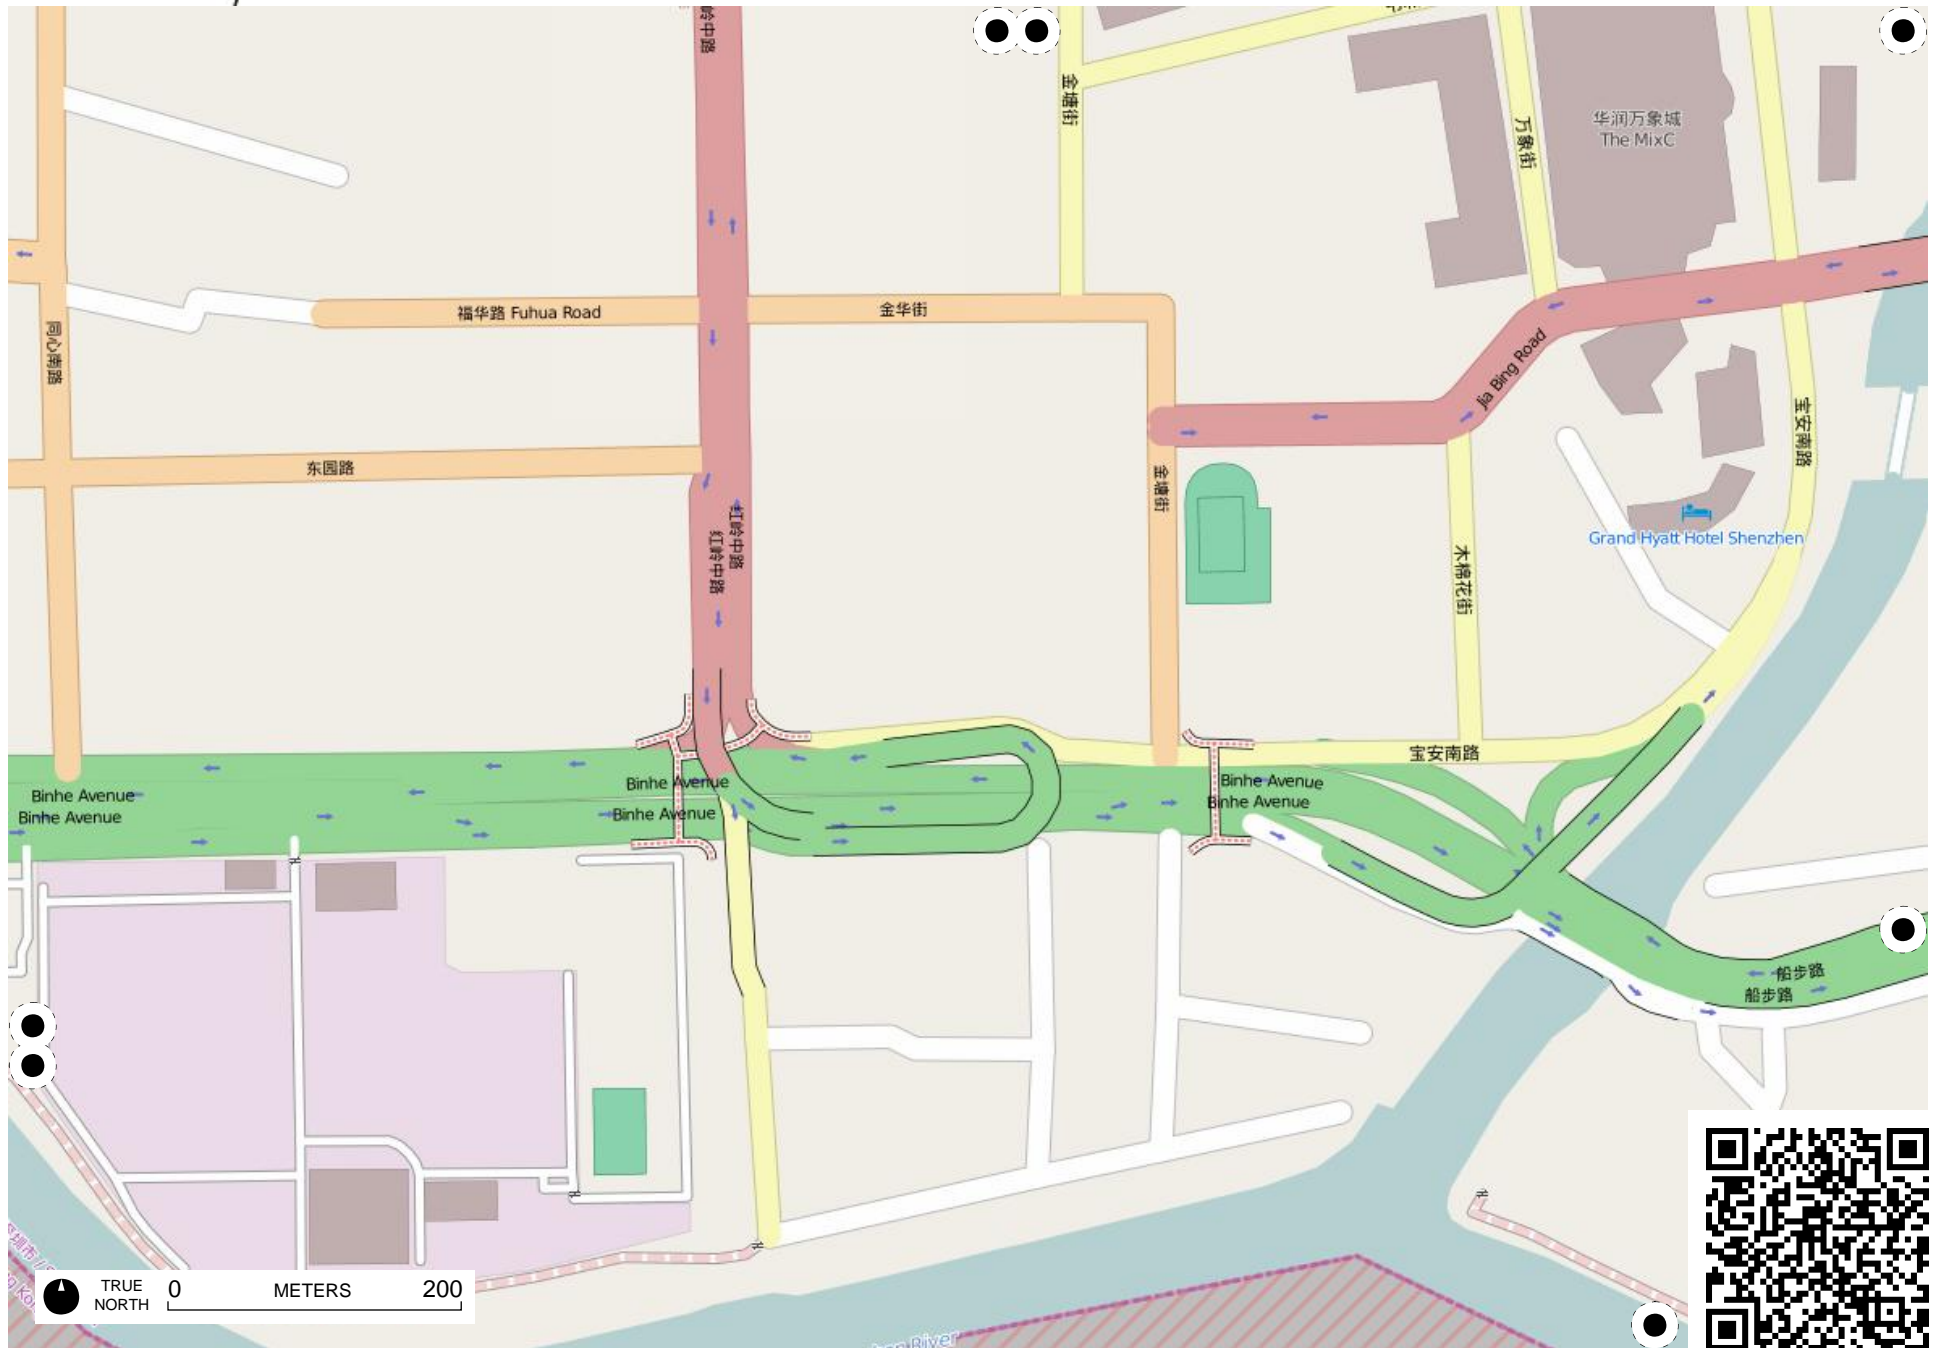 岭中路
金塘街
万象街
华润万象城
The MixC
福华路 Fuhua Road
金华街
同心南路
Jia Bing Road
宝安南路
东园路
金塘街
红岭中路
红岭中路
Grand Hyatt Hotel Shenzhen
木棉花街
宝安南路
Binhe Avenue
Binhe Avenue
Binhe Avenue
Binhe Avenue
Binhe Avenue
Binhe Avenue
船步路
船步路
TRUE
NORTH
0 METERS 200
River